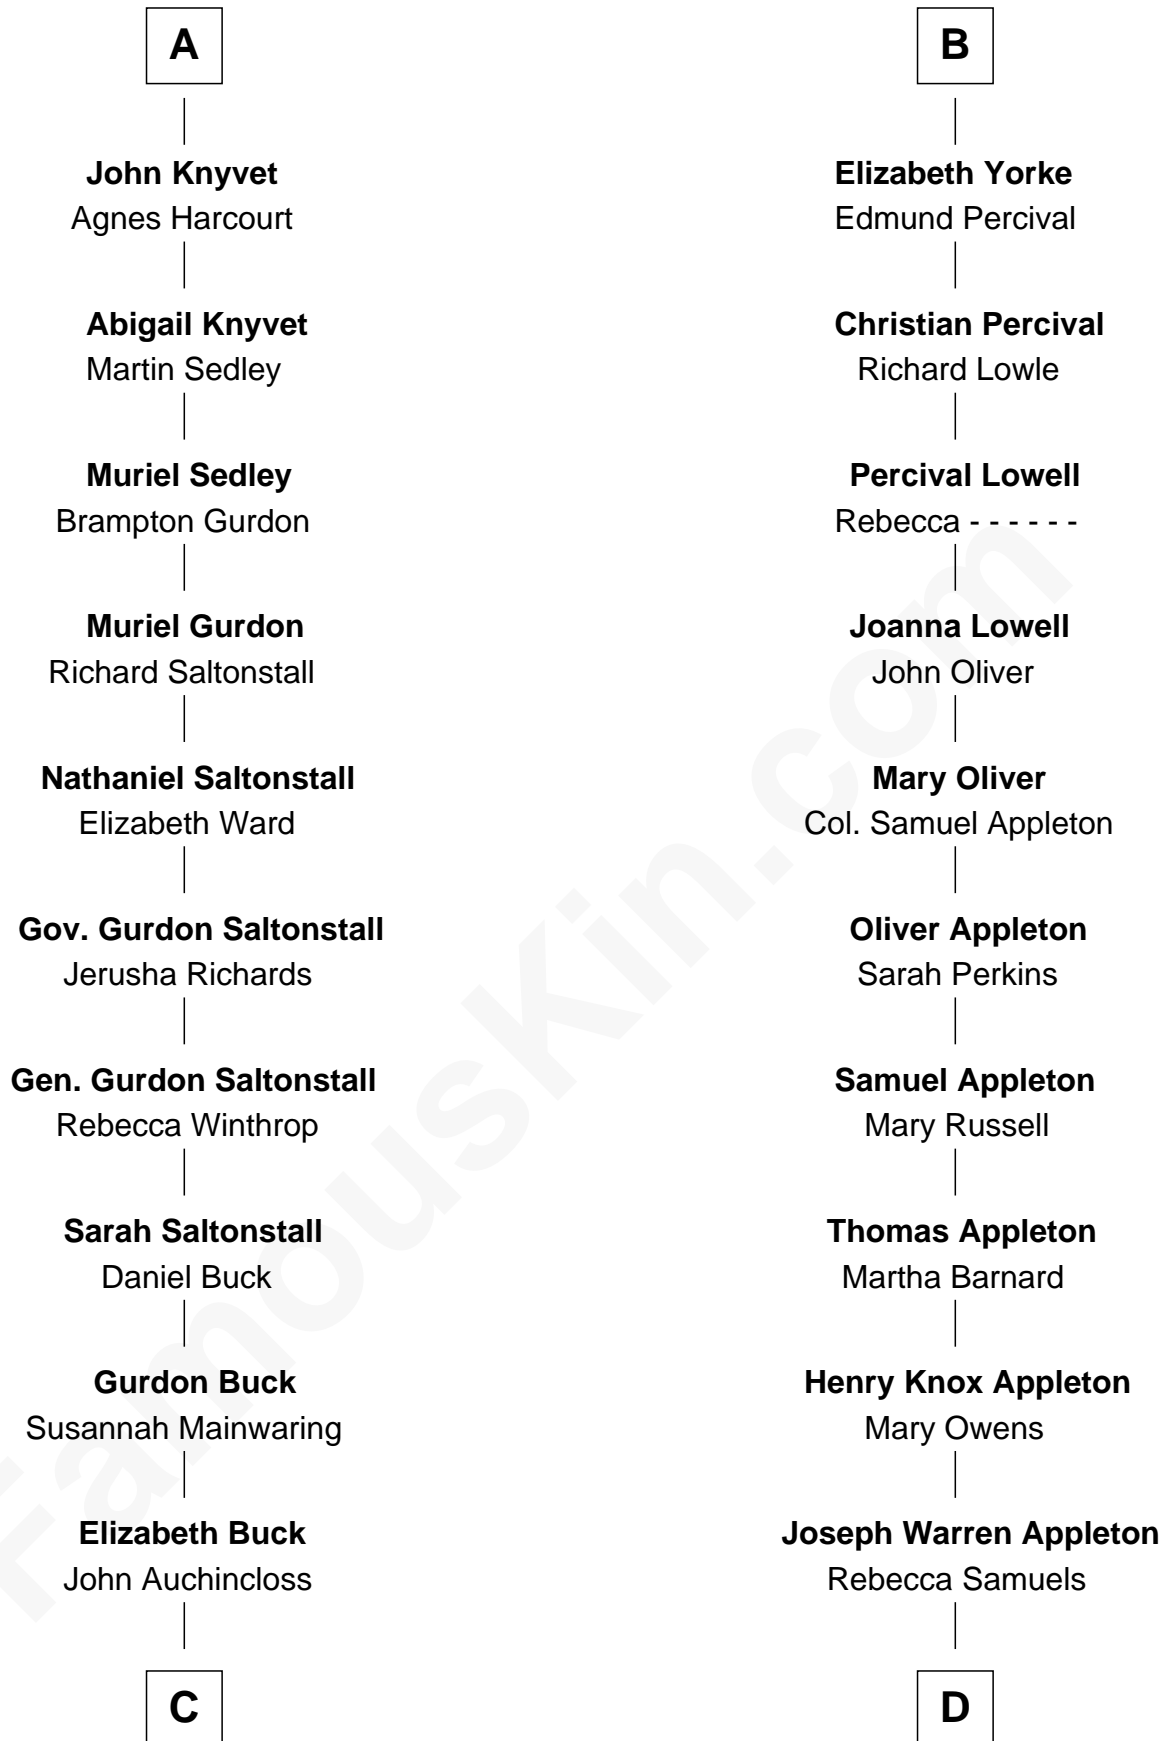 A
John Knyvet
Agnes Harcourt
Abigail Knyvet
Martin Sedley
Muriel Sedley
Brampton Gurdon
Muriel Gurdon
Richard Saltonstall
Nathaniel Saltonstall
Elizabeth Ward
Gov. Gurdon Saltonstall
Jerusha Richards
Gen. Gurdon Saltonstall
Rebecca Winthrop
Sarah Saltonstall
Daniel Buck
Gurdon Buck
Susannah Mainwaring
Elizabeth Buck
John Auchincloss
C
B
Elizabeth Yorke
Edmund Percival
Christian Percival
Richard Lowle
Percival Lowell
Rebecca - - - - - -
Joanna Lowell
John Oliver
Mary Oliver
Col. Samuel Appleton
Oliver Appleton
Sarah Perkins
Samuel Appleton
Mary Russell
Thomas Appleton
Martha Barnard
Henry Knox Appleton
Mary Owens
Joseph Warren Appleton
Rebecca Samuels
D
FamousKin.com